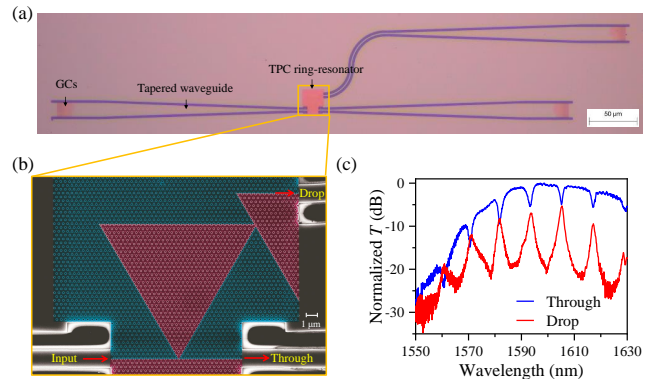 (a)
TPC ring-resonator
GCs
Tapered waveguide
50 μm
(b)
Drop
1 μm
Input
Through
(c)
Normalized T (dB)
0
-10
-20
-30
Through
Drop
1550
1570
1590
1610
1630
Wavelength (nm)